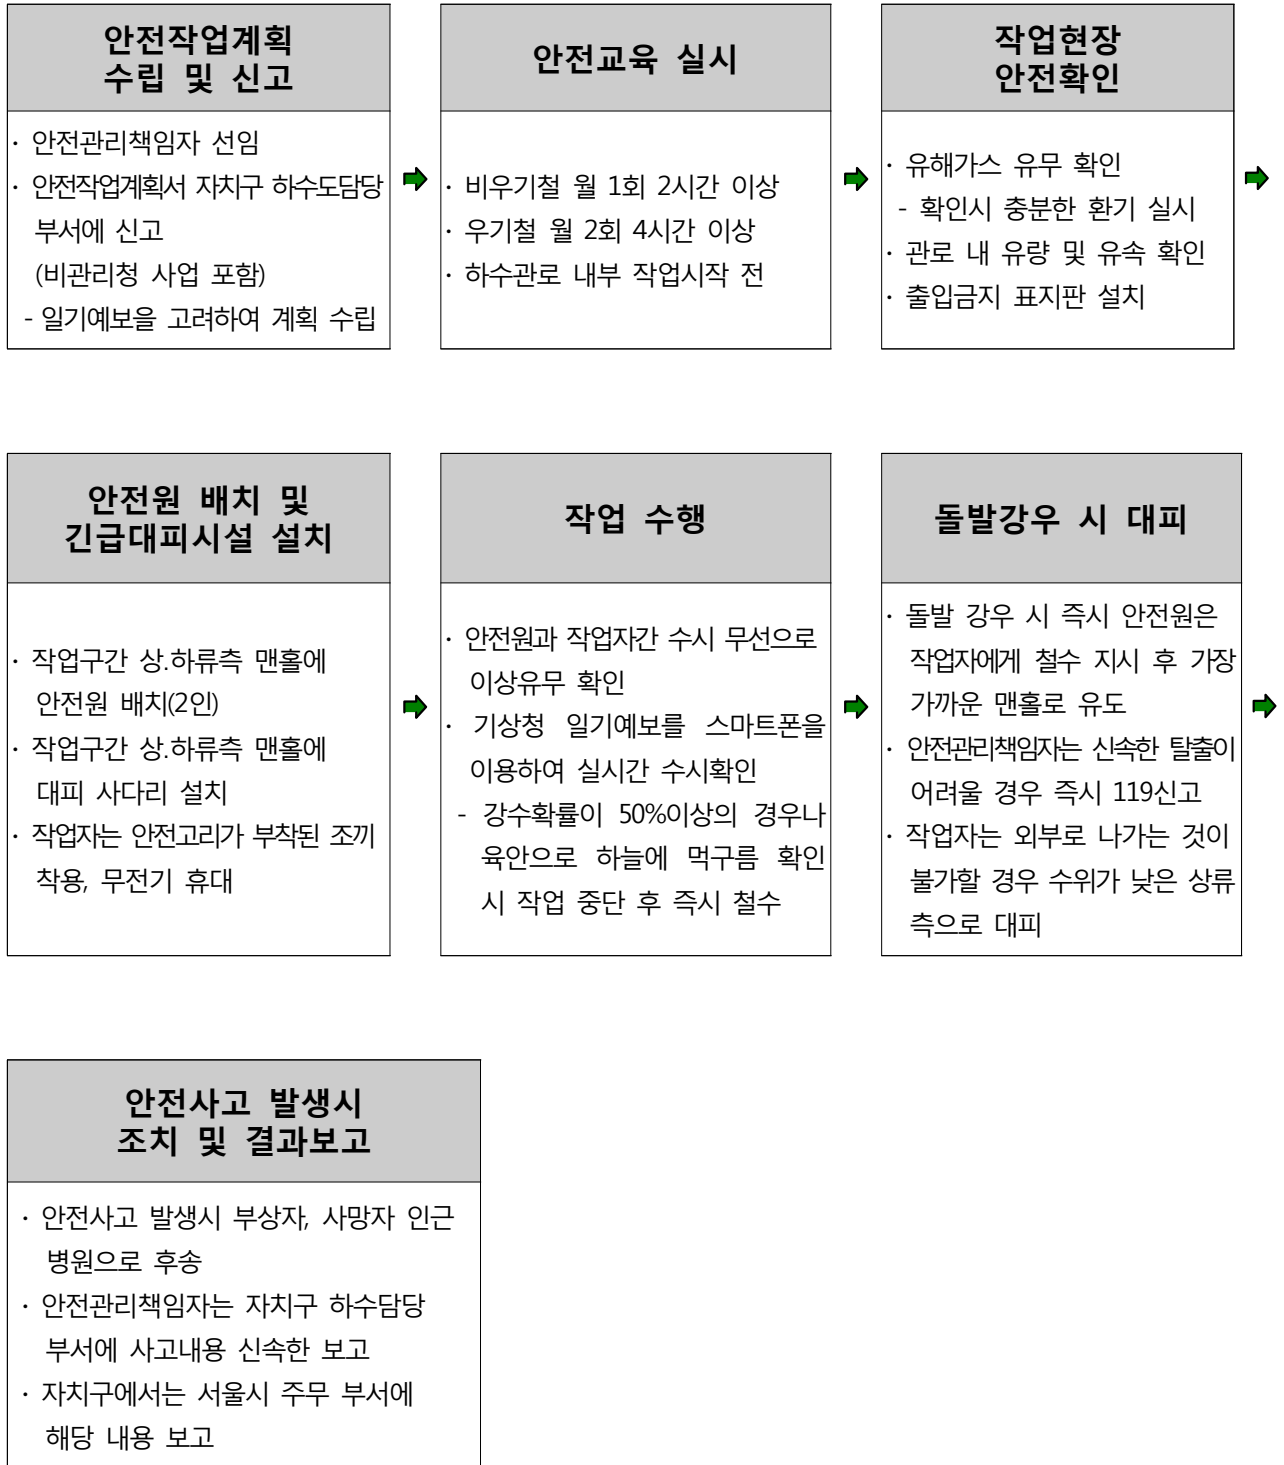 안전작업계획
수립 및 신고
· 안전관리책임자 선임
· 안전작업계획서 자치구 하수도담당
부서에 신고
(비관리청 사업 포함)
- 일기예보을 고려하여 계획 수립
안전교육 실시
· 비우기철 월 1회 2시간 이상
· 우기철 월 2회 4시간 이상
· 하수관로 내부 작업시작 전
작업현장
안전확인
· 유해가스 유무 확인
- 확인시 충분한 환기 실시
· 관로 내 유량 및 유속 확인
· 출입금지 표지판 설치
안전원 배치 및
긴급대피시설 설치
· 작업구간 상.하류측 맨홀에
안전원 배치(2인)
· 작업구간 상.하류측 맨홀에
대피 사다리 설치
· 작업자는 안전고리가 부착된 조끼
착용, 무전기 휴대
작업 수행
· 안전원과 작업자간 수시 무선으로
이상유무 확인
· 기상청 일기예보를 스마트폰을
이용하여 실시간 수시확인
- 강수확률이 50%이상의 경우나
육안으로 하늘에 먹구름 확인
시 작업 중단 후 즉시 철수
돌발강우 시 대피
· 돌발 강우 시 즉시 안전원은
작업자에게 철수 지시 후 가장
가까운 맨홀로 유도
· 안전관리책임자는 신속한 탈출이
어려울 경우 즉시 119신고
· 작업자는 외부로 나가는 것이
불가할 경우 수위가 낮은 상류
측으로 대피
안전사고 발생시
조치 및 결과보고
· 안전사고 발생시 부상자, 사망자 인근
병원으로 후송
· 안전관리책임자는 자치구 하수담당
부서에 사고내용 신속한 보고
· 자치구에서는 서울시 주무 부서에
해당 내용 보고